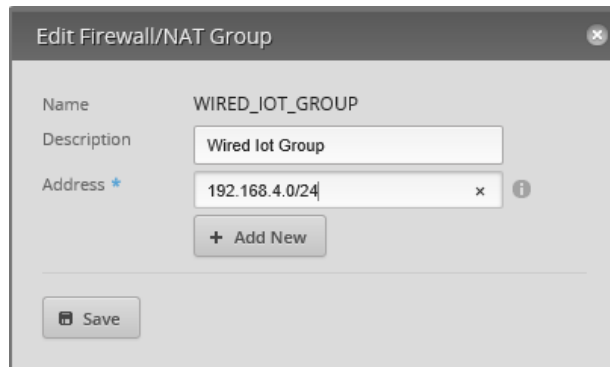 Edit Firewall/NAT Group
Name WIRED_IOT_GROUP
Description Wired Iot Group
Address * 192.168.4.0/24
+ Add New
Save